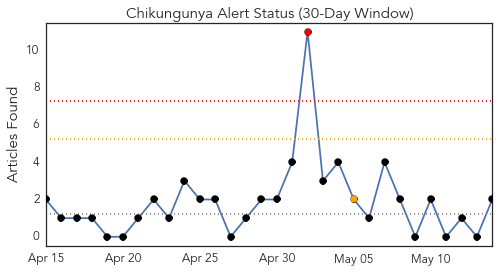 Chikungunya Alert Status (30-Day Window)
Articles Found
10
8
6
4
2
0
Apr 15
Apr 20
Apr 25
Apr 30
May 05
May 10